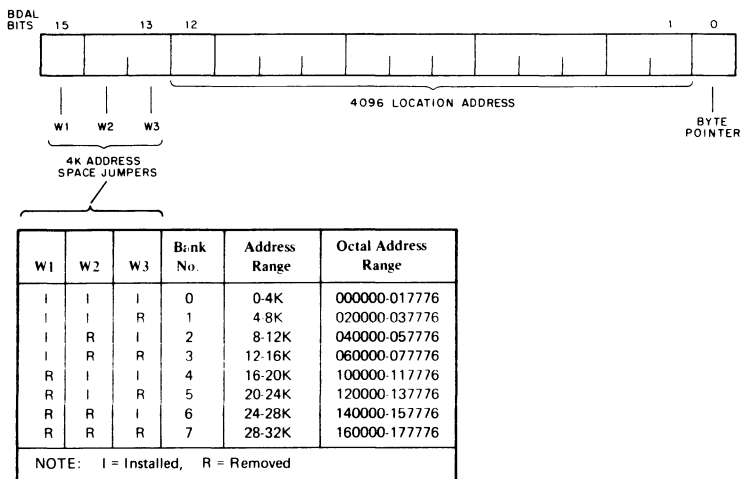 BDAL
BITS 15 13 12 1 0
4096 LOCATION ADDRESS
W1 W2 W3
BYTE
POINTER
4K ADDRESS
SPACE JUMPERS
W1 W2 W3 Bank No. Address Range Octal Address Range
I I I 0 0-4K 000000-017776
I I R 1 4-8K 020000-037776
I R I 2 8-12K 040000-057776
I R R 3 12-16K 060000-077776
R I I 4 16-20K 100000-117776
R I R 5 20-24K 120000-137776
R R I 6 24-28K 140000-157776
R R R 7 28-32K 160000-177776
NOTE: I = Installed, R = Removed